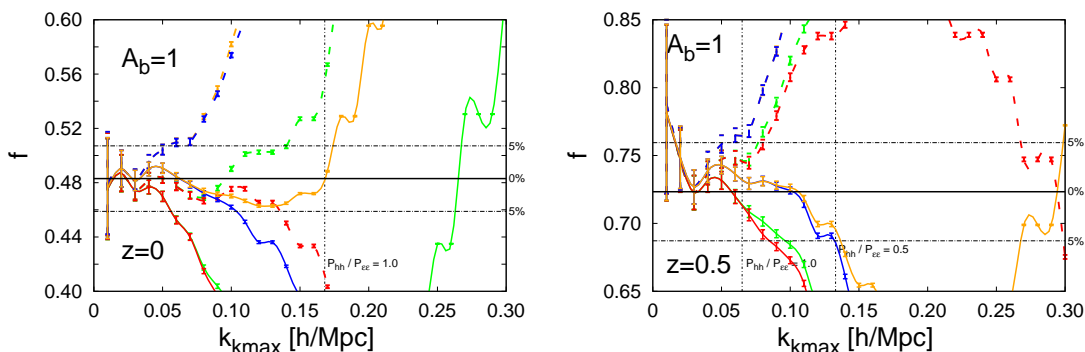 0.60
0.56
0.52
0.48
0.44
0.40
f
A_b=1
z=0
5%
0%
5%
P_hh / P_εε = 1.0
0 0.05 0.10 0.15 0.20 0.25 0.30
k_kmax [h/Mpc]
0.85
0.80
0.75
0.70
0.65
f
A_b=1
z=0.5
5%
0%
5%
P_hh / P_εε = 1.0
P_hh / P_εε = 0.5
0 0.05 0.10 0.15 0.20 0.25 0.30
k_kmax [h/Mpc]